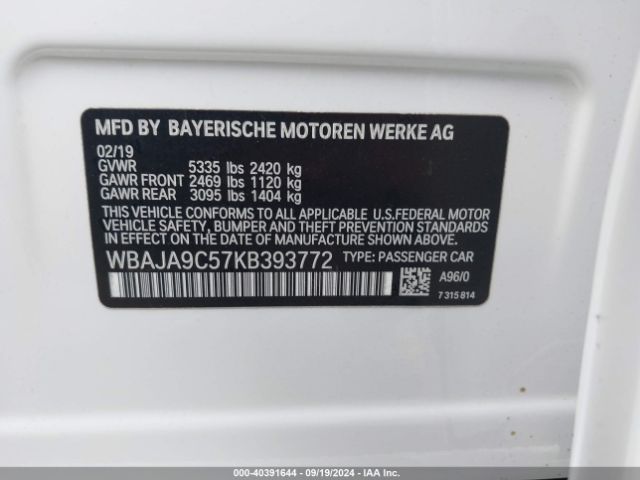 MFD BY BAYERISCHE MOTOREN WERKE AG
02/19
GVWR 5335 lbs 2420 kg
GAWR FRONT 2469 lbs 1120 kg
GAWR REAR 3095 lbs 1404 kg
THIS VEHICLE CONFORMS TO ALL APPLICABLE U.S.FEDERAL MOTOR
VEHICLE SAFETY, BUMPER, AND THEFT PREVENTION STANDARDS
IN EFFECT ON THE DATE OF MANUFACTURE SHOWN ABOVE.
WBAJA9C57KB393772 TYPE: PASSENGER CAR
A96/0
7 315 814
000-40391644 - 09/19/2024 - IAAI.COM